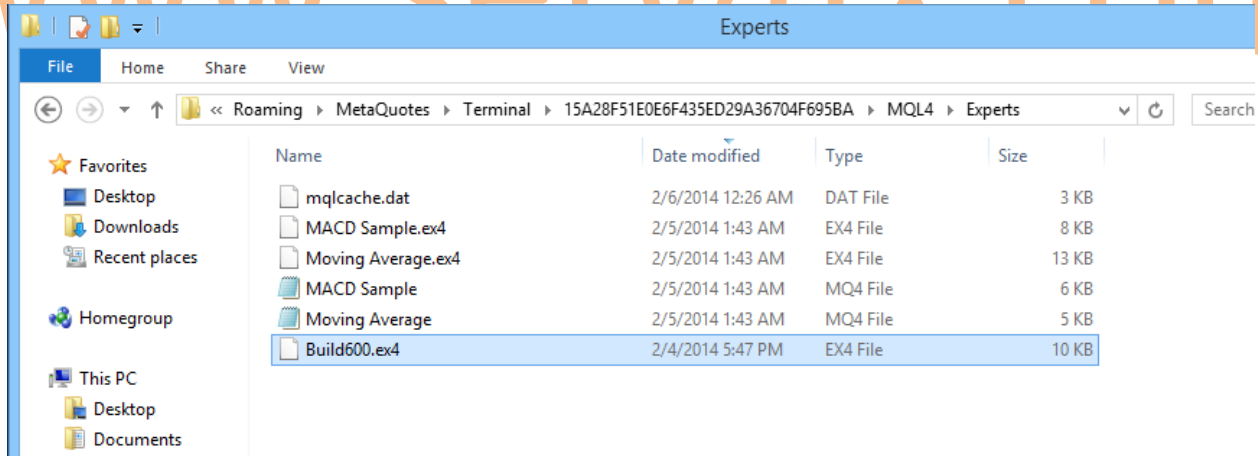 Experts
File Home Share View
« Roaming MetaQuotes Terminal 15A28F51E0E6F435ED29A36704F695BA MQL4 Experts Search
Favorites
Desktop
Downloads
Recent places
Homegroup
This PC
Desktop
Documents
Name Date modified Type Size
mqlcache.dat 2/6/2014 12:26 AM DAT File 3 KB
MACD Sample.ex4 2/5/2014 1:43 AM EX4 File 8 KB
Moving Average.ex4 2/5/2014 1:43 AM EX4 File 13 KB
MACD Sample 2/5/2014 1:43 AM MQ4 File 6 KB
Moving Average 2/5/2014 1:43 AM MQ4 File 5 KB
Build600.ex4 2/4/2014 5:47 PM EX4 File 10 KB